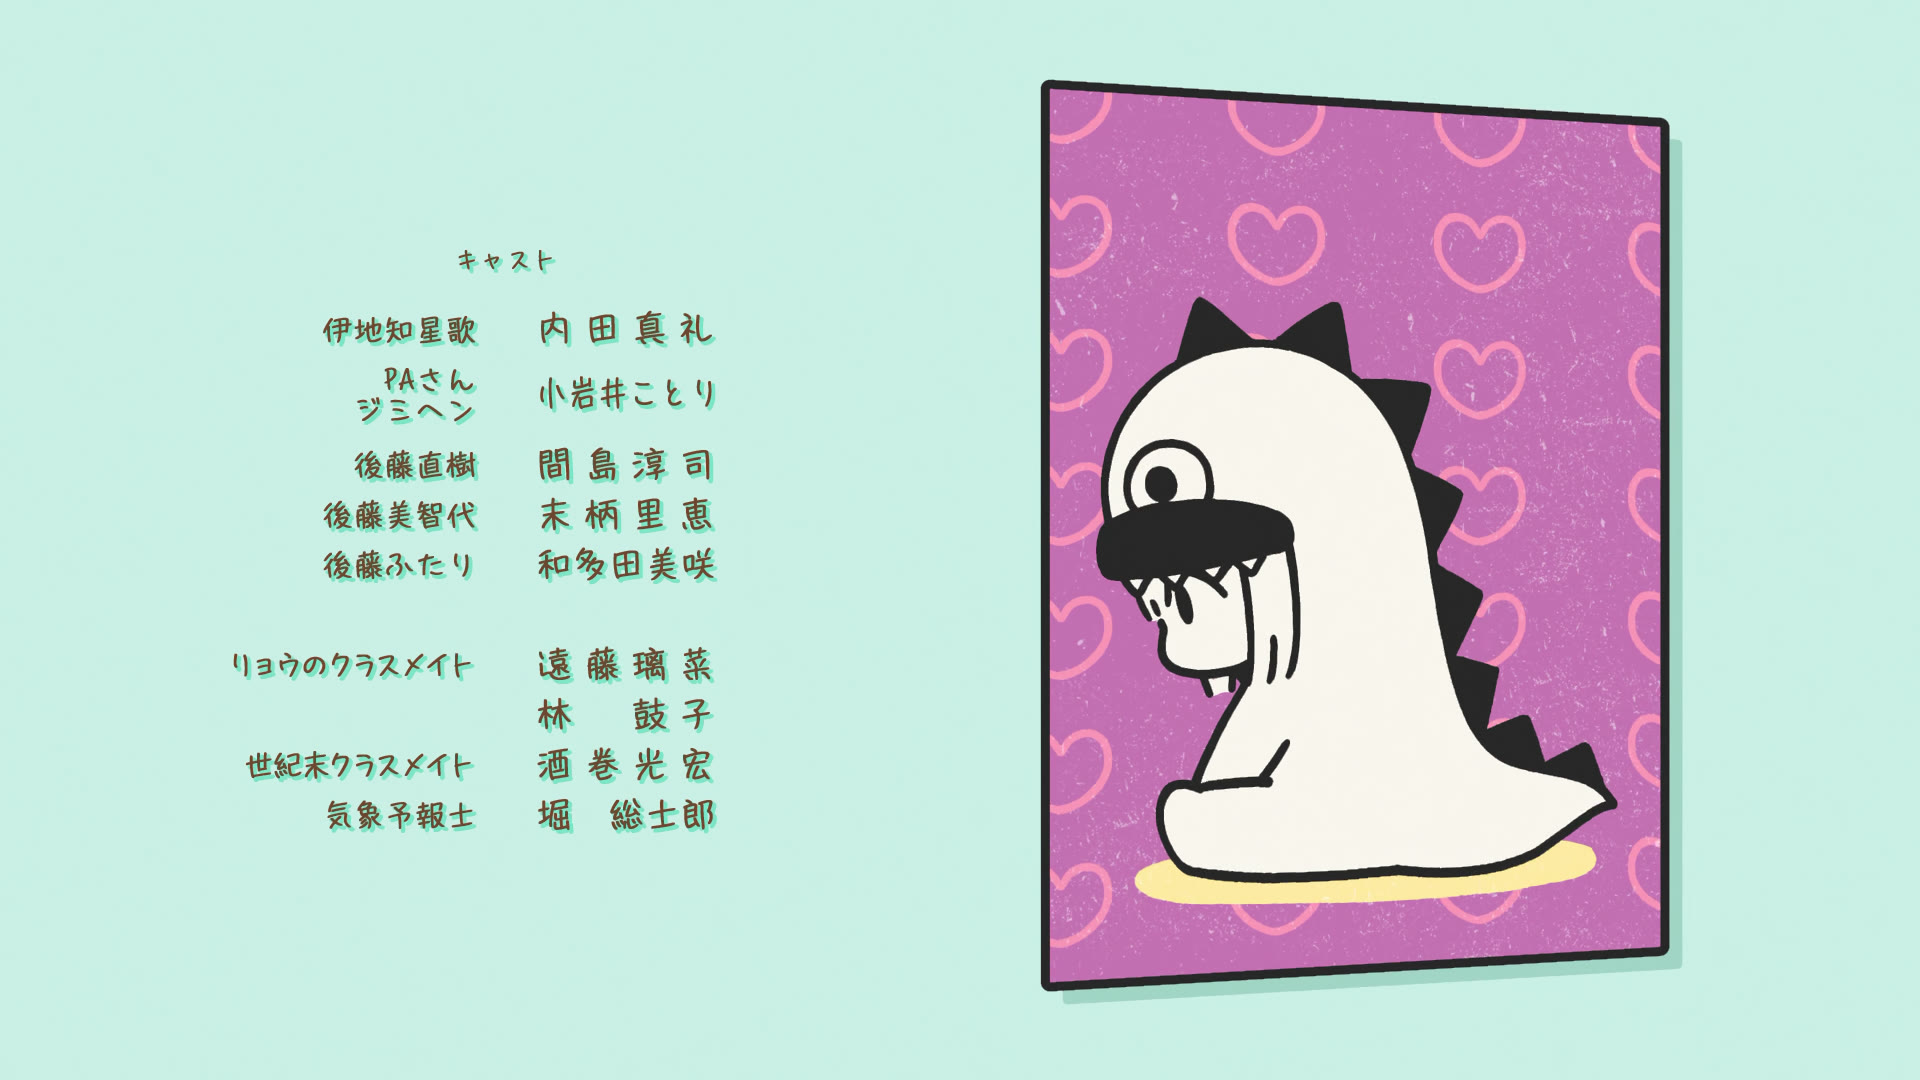 キャスト
伊地知星歌 内田真礼
PAさん
ジミヘン 小岩井ことり
後藤直樹 間島淳司
後藤美智代 末柄里恵
後藤ふたり 和多田美咲
リョウのクラスメイト 遠藤璃菜
林 鼓子
世紀末クラスメイト 酒巻光宏
気象予報士 堀 総士郎